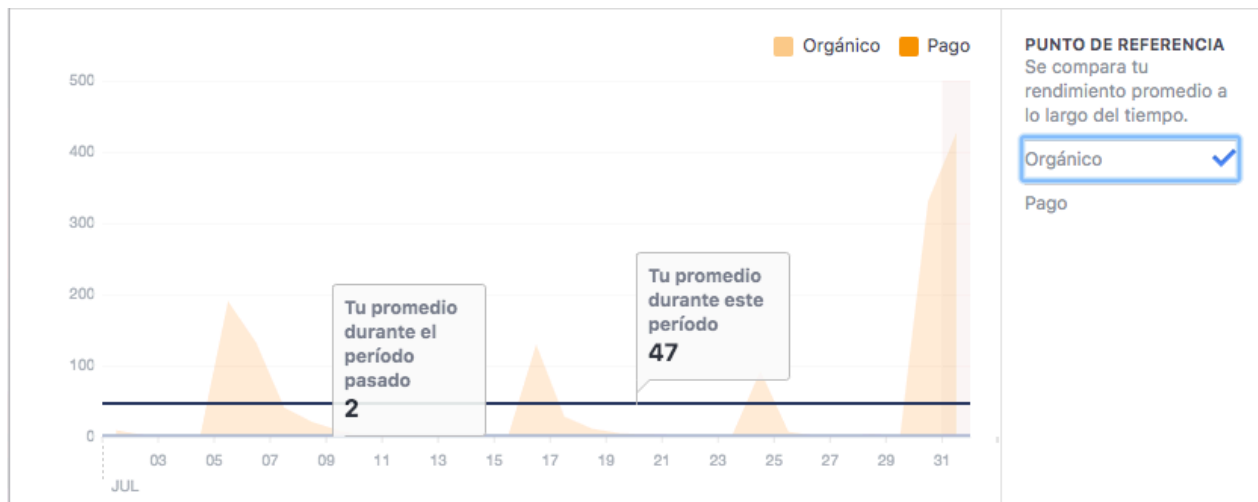 Orgánico Pago
500
400
300
200
100
0
Tu promedio
durante el
período
pasado
2
Tu promedio
durante este
período
47
03 05 07 09 11 13 15 17 19 21 23 25 27 29 31
JUL
PUNTO DE REFERENCIA
Se compara tu
rendimiento promedio a
lo largo del tiempo.
Orgánico
Pago